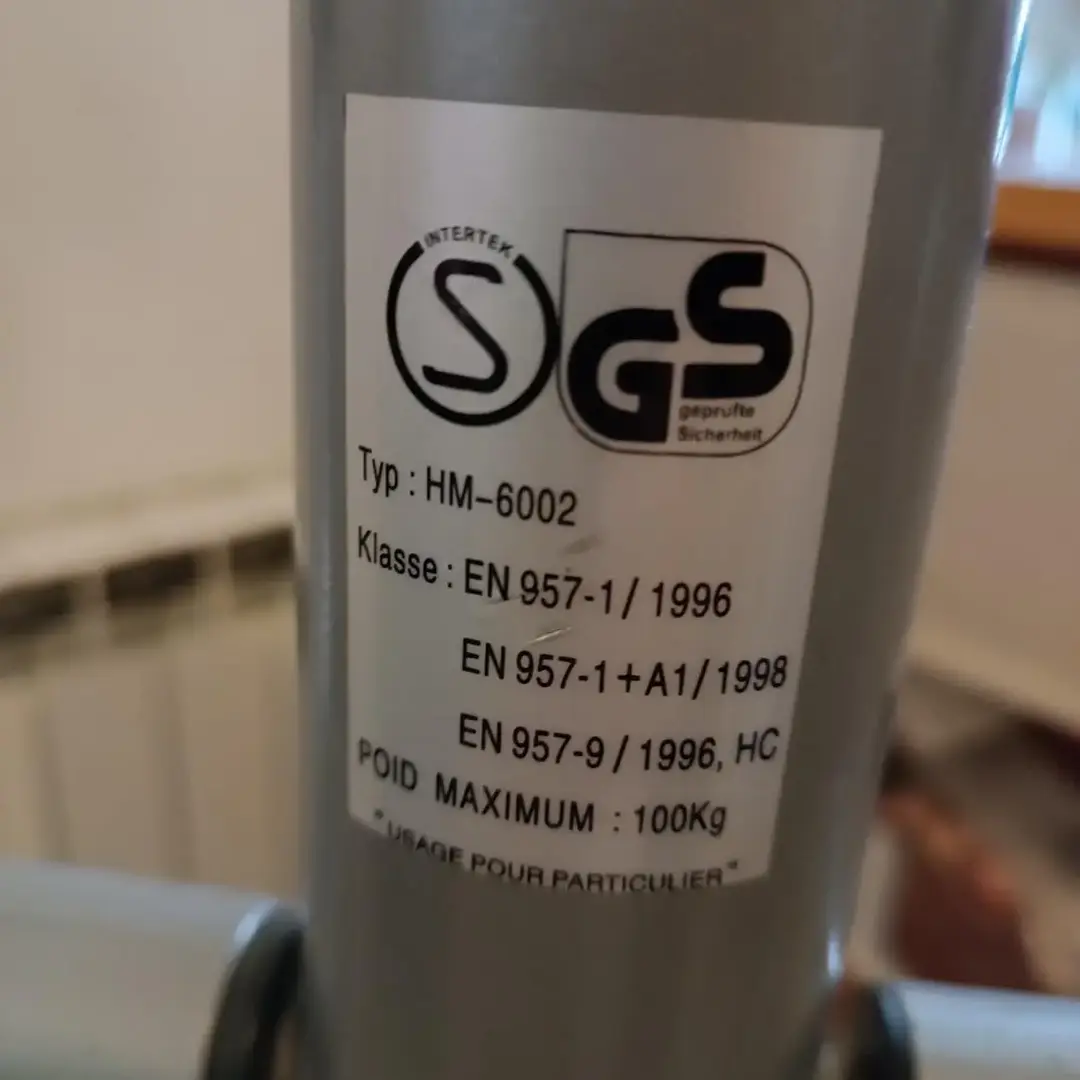 INTERTEK
S
GS
geprüfte
Sicherheit
Typ : HM-6002
Klasse : EN 957-1 / 1996
EN 957-1+A1/ 1998
EN 957-9 / 1996, HC
POID MAXIMUM : 100Kg
"USAGE POUR PARTICULIER"